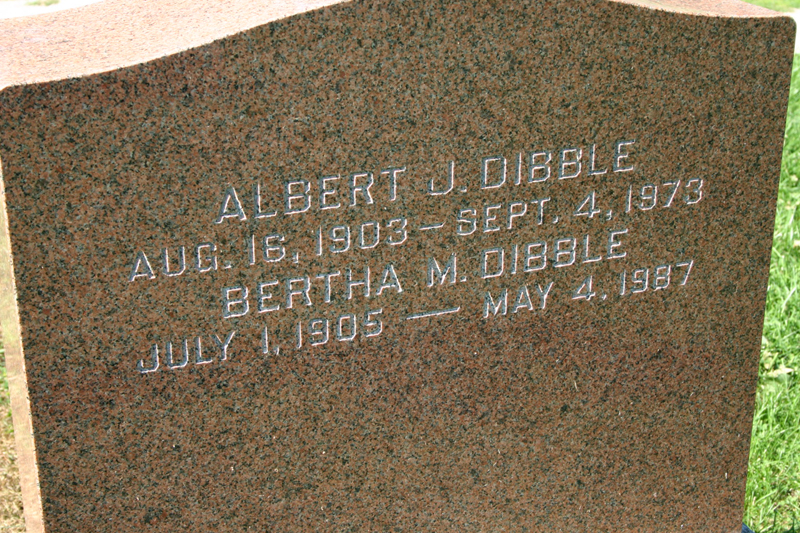 ALBERT J. DIBBLE
AUG. 16, 1903 — SEPT. 4, 1973
BERTHA M. DIBBLE
JULY 1, 1905 — MAY 4, 1987